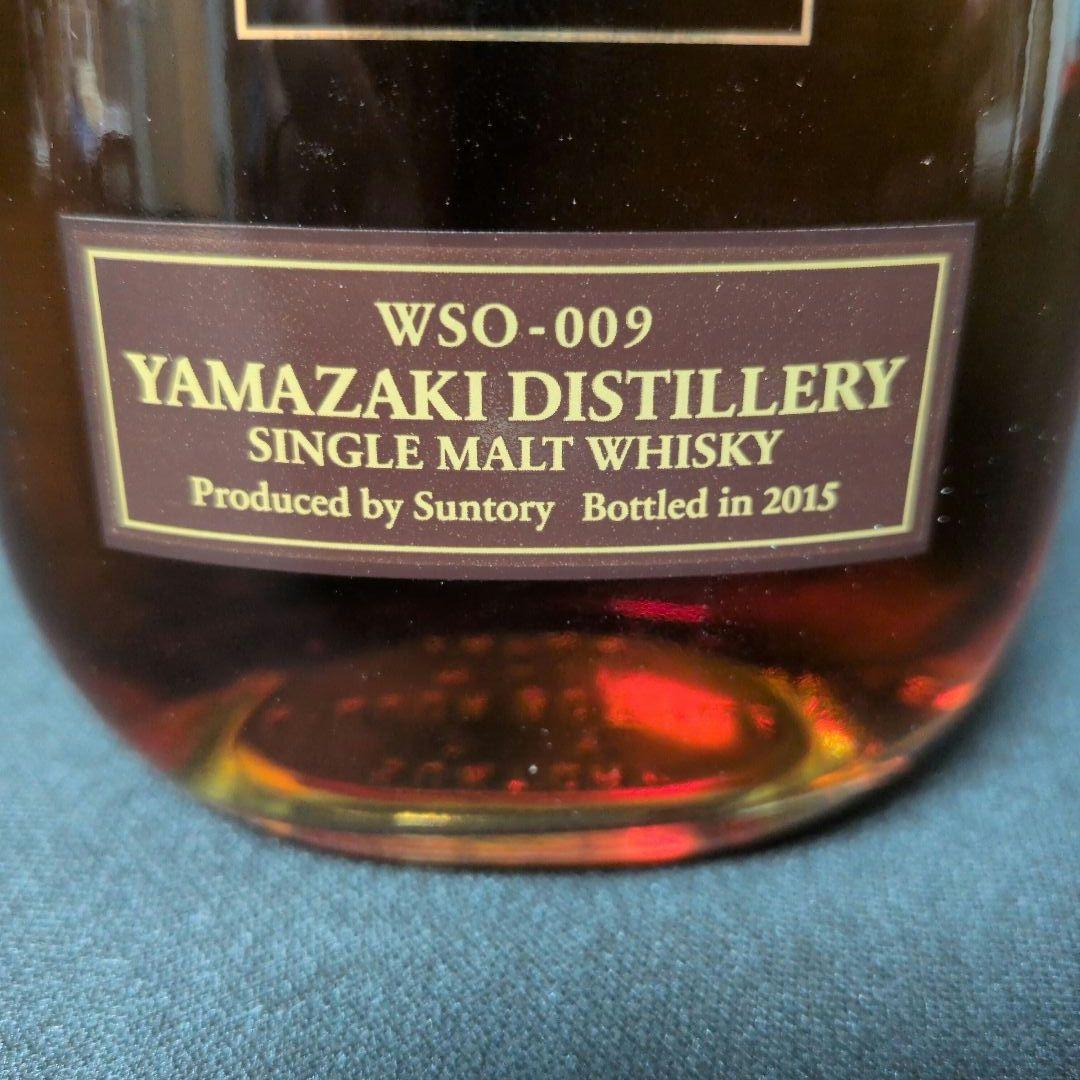 WSO-009
YAMAZAKI DISTILLERY
SINGLE MALT WHISKY
Produced by Suntory Bottled in 2015